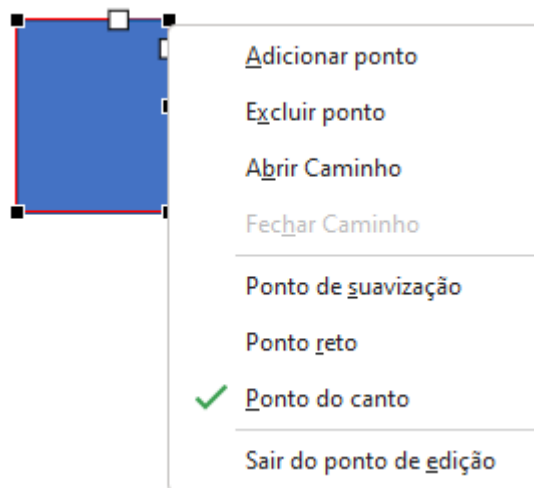 Adicionar ponto
Excluir ponto
Abrir Caminho
Fechar Caminho
Ponto de suavização
Ponto reto
Ponto do canto
Sair do ponto de edição